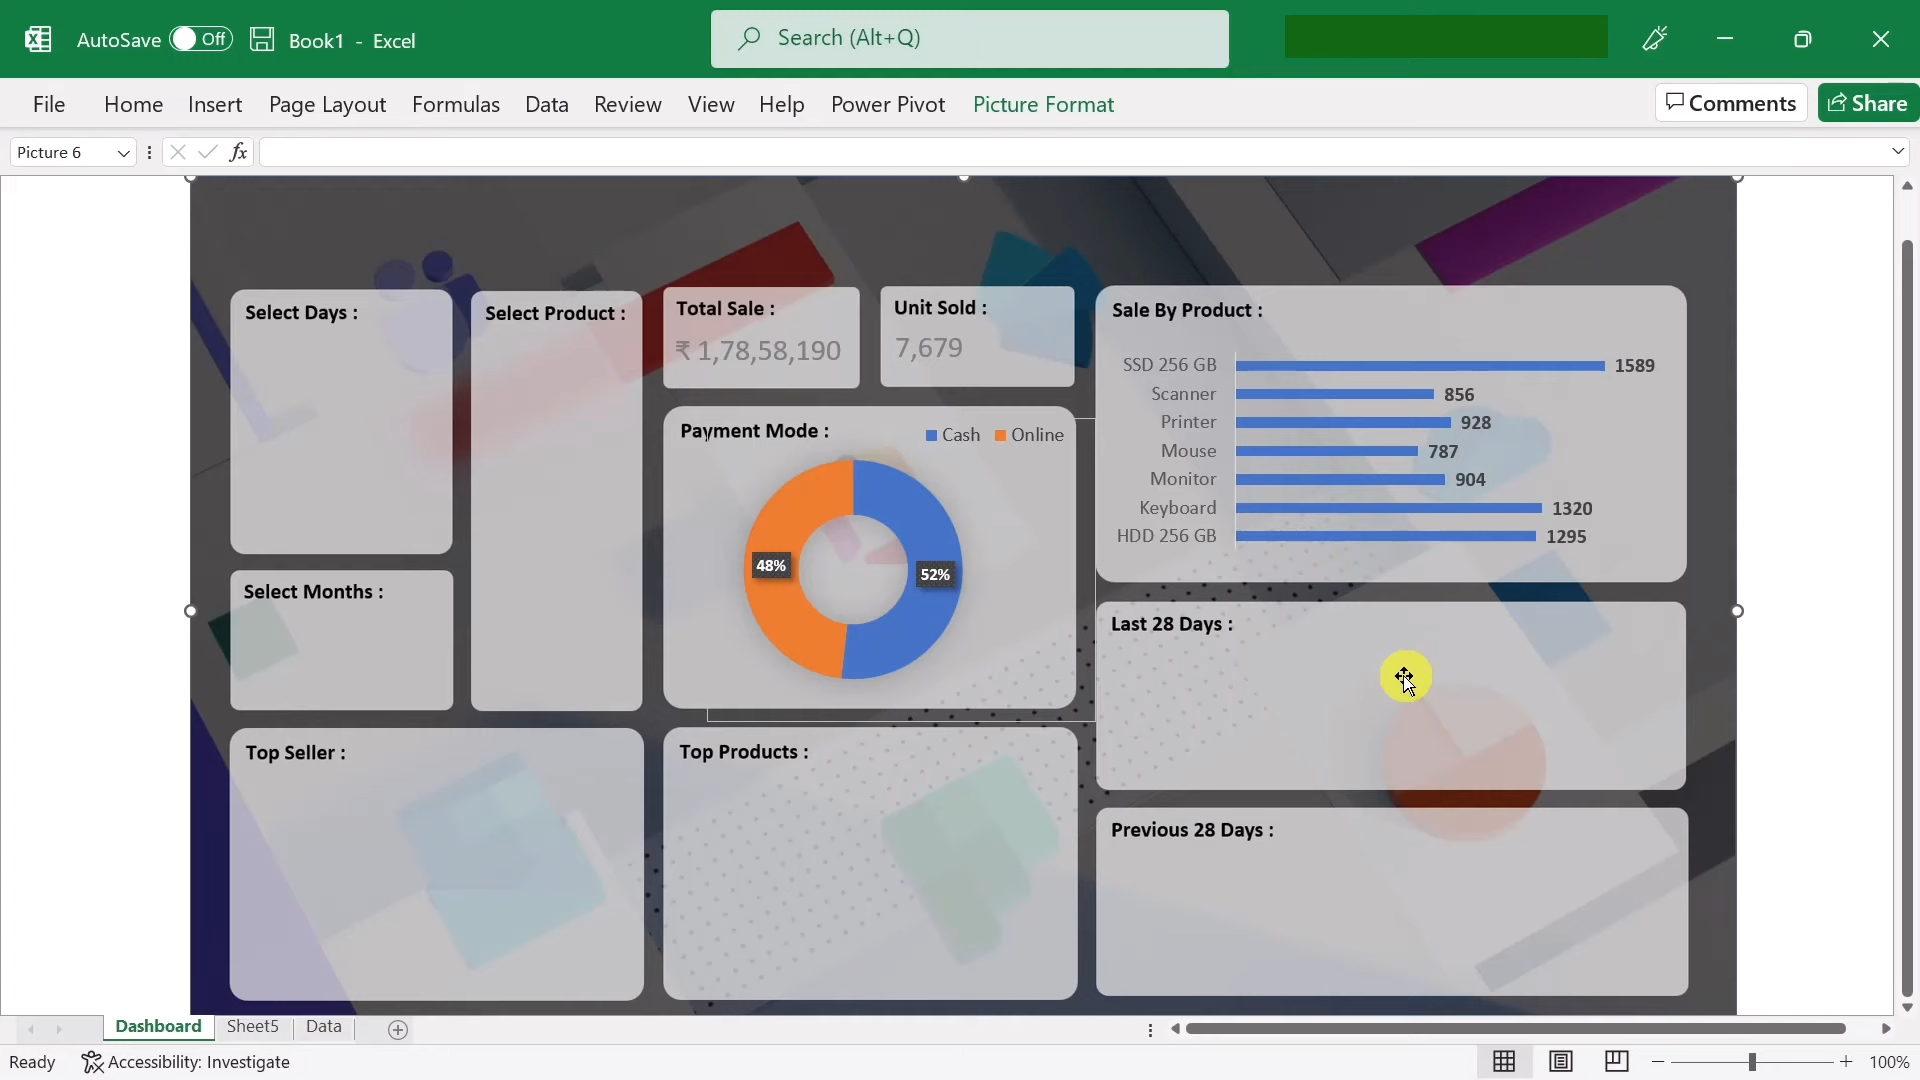 AutoSave Off Book1 - Excel
Search (Alt+Q)
File Home Insert Page Layout Formulas Data Review View Help Power Pivot Picture Format
Comments Share
Picture 6 fx
Select Days :
Select Product :
Total Sale :
₹ 1,78,58,190
Unit Sold :
7,679
Sale By Product :
SSD 256 GB 1589
Scanner 856
Printer 928
Mouse 787
Monitor 904
Keyboard 1320
HDD 256 GB 1295
Payment Mode :
Cash Online
48%
52%
Select Months :
Last 28 Days :
Top Seller :
Top Products :
Previous 28 Days :
Dashboard Sheet5 Data
Ready Accessibility: Investigate
100%